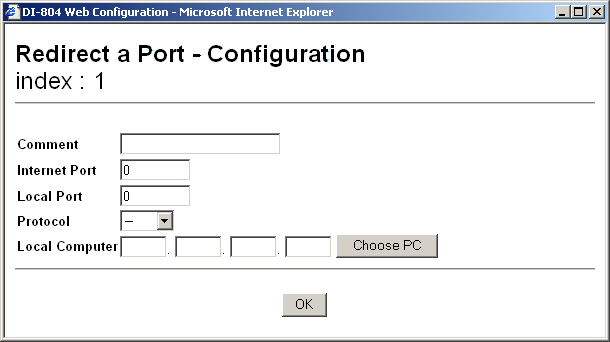 DI-804 Web Configuration - Microsoft Internet Explorer
Redirect a Port - Configuration
index : 1
Comment
Internet Port 0
Local Port 0
Protocol --
Local Computer . . . Choose PC
OK